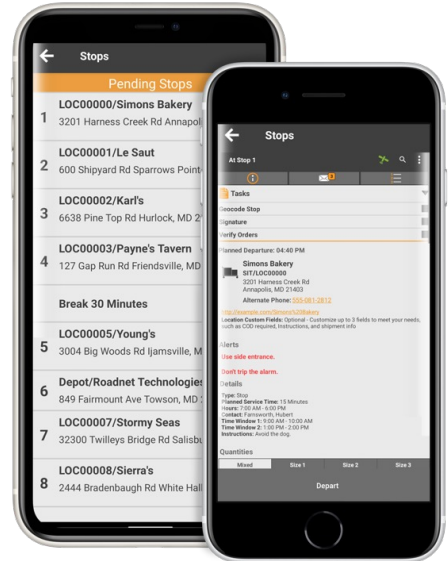 Stops
Pending Stops
1
LOC00000/Simons Bakery
3201 Harness Creek Rd Annapol
2
LOC00001/Le Saut
600 Shipyard Rd Sparrows Point
3
LOC00002/Karl's
6638 Pine Top Rd Hurlock, MD 2
4
LOC00003/Payne's Tavern
127 Gap Run Rd Friendsville, MD
Break 30 Minutes
5
LOC00005/Young's
3004 Big Woods Rd Ijamsville, M
6
Depot/Roadnet Technologies
849 Fairmount Ave Towson, MD
7
LOC00007/Stormy Seas
32300 Twilleys Bridge Rd Salisbu
8
LOC00008/Sierra's
2444 Bradenbaugh Rd White Hall
Stops
At Stop 1
Tasks
Geocode Stop
Signature
Verify Orders
Planned Departure: 04:40 PM
Simons Bakery
SIT/LOC00000
3201 Harness Creek Rd
Annapolis, MD 21403
Alternate Phone: 555-081-2812
http://example.com/Simons%20Bakery
Location Custom Fields: Optional - Customize up to 3 fields to meet your needs,
such as COD required, Instructions, and shipment info
Alerts
Use side entrance.
Don't trip the alarm.
Details
Type: Stop
Planned Service Time: 15 Minutes
Hours: 7:00 AM - 6:00 PM
Contact: Farnsworth, Hubert
Time Window 1: 9:00 AM - 10:00 AM
Time Window 2: 1:00 PM - 2:00 PM
Instructions: Avoid the dog.
Quantities
Mixed Size 1 Size 2 Size 3
Depart